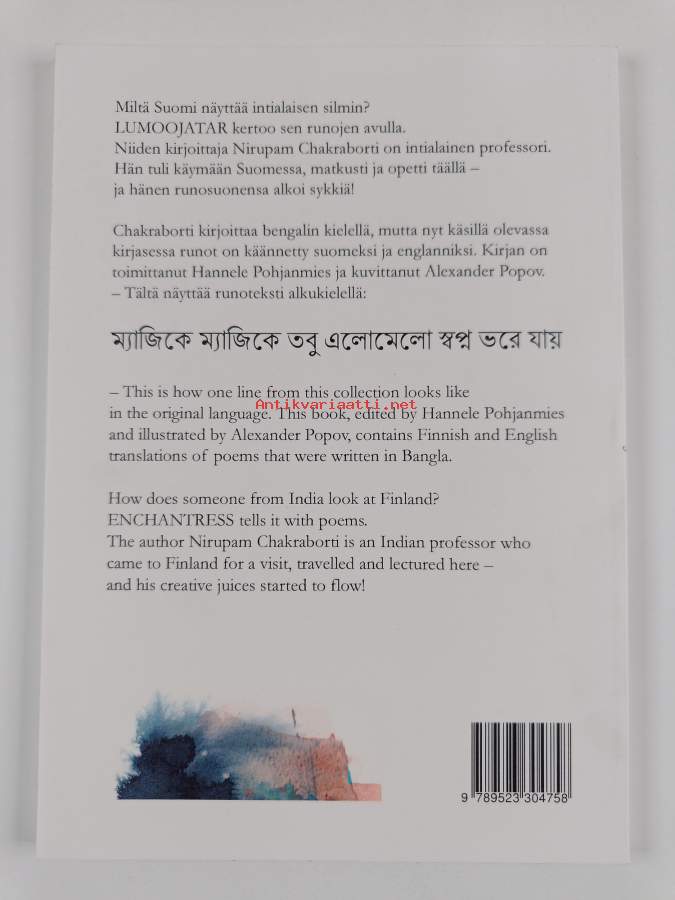 Miltä Suomi näyttää intialaisen silmin?
LUMOOJATAR kertoo sen runojen avulla.
Niiden kirjoittaja Nirupam Chakraborti on intialainen professori.
Hän tuli käymään Suomessa, matkusti ja opetti täällä –
ja hänen runosuonensa alkoi sykkiä!
Chakraborti kirjoittaa bengalin kielellä, mutta nyt käsillä olevassa
kirjasessa runot on käännetty suomeksi ja englanniksi. Kirjan on
toimittanut Hannele Pohjanmies ja kuvittanut Alexander Popov.
– Tältä näyttää runoteksti alkukielellä:
ম্যাজিকে ম্যাজিকে তবু এলোমেলো স্বপ্ন ভরে যায়
– This is how one line from this collection looks like
Antikvariaatti.net
in the original language. This book, edited by Hannele Pohjanmies
and illustrated by Alexander Popov, contains Finnish and English
translations of poems that were written in Bangla.
How does someone from India look at Finland?
ENCHANTRESS tells it with poems.
The author Nirupam Chakraborti is an Indian professor who
came to Finland for a visit, travelled and lectured here –
and his creative juices started to flow!
9 789523 304758